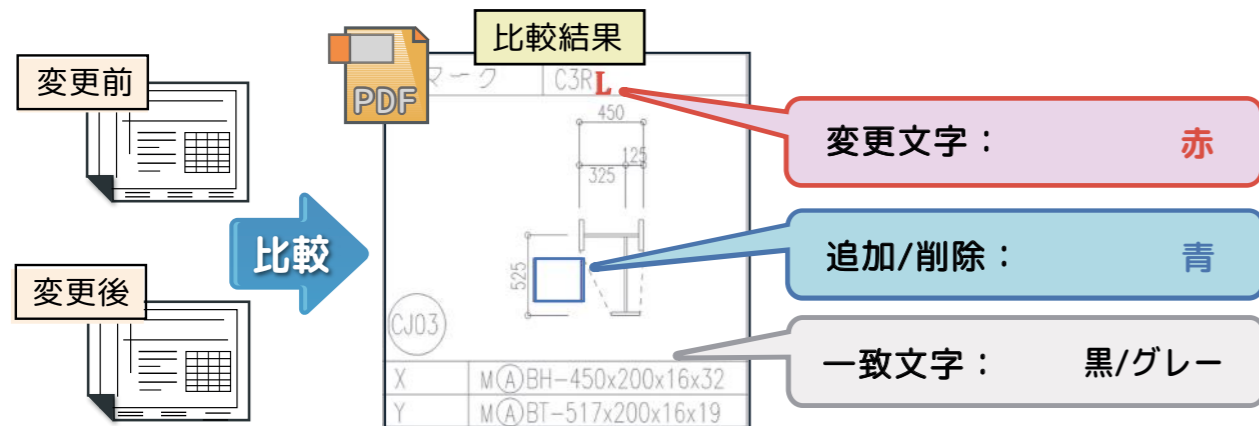 変更前
変更後
比較
PDF
比較結果
マーク C3RL
450
125
325
525
CJ03
X MⒶBH-450x200x16x32
Y MⒶBT-517x200x16x19
変更文字： 赤
追加/削除： 青
一致文字： 黒/グレー